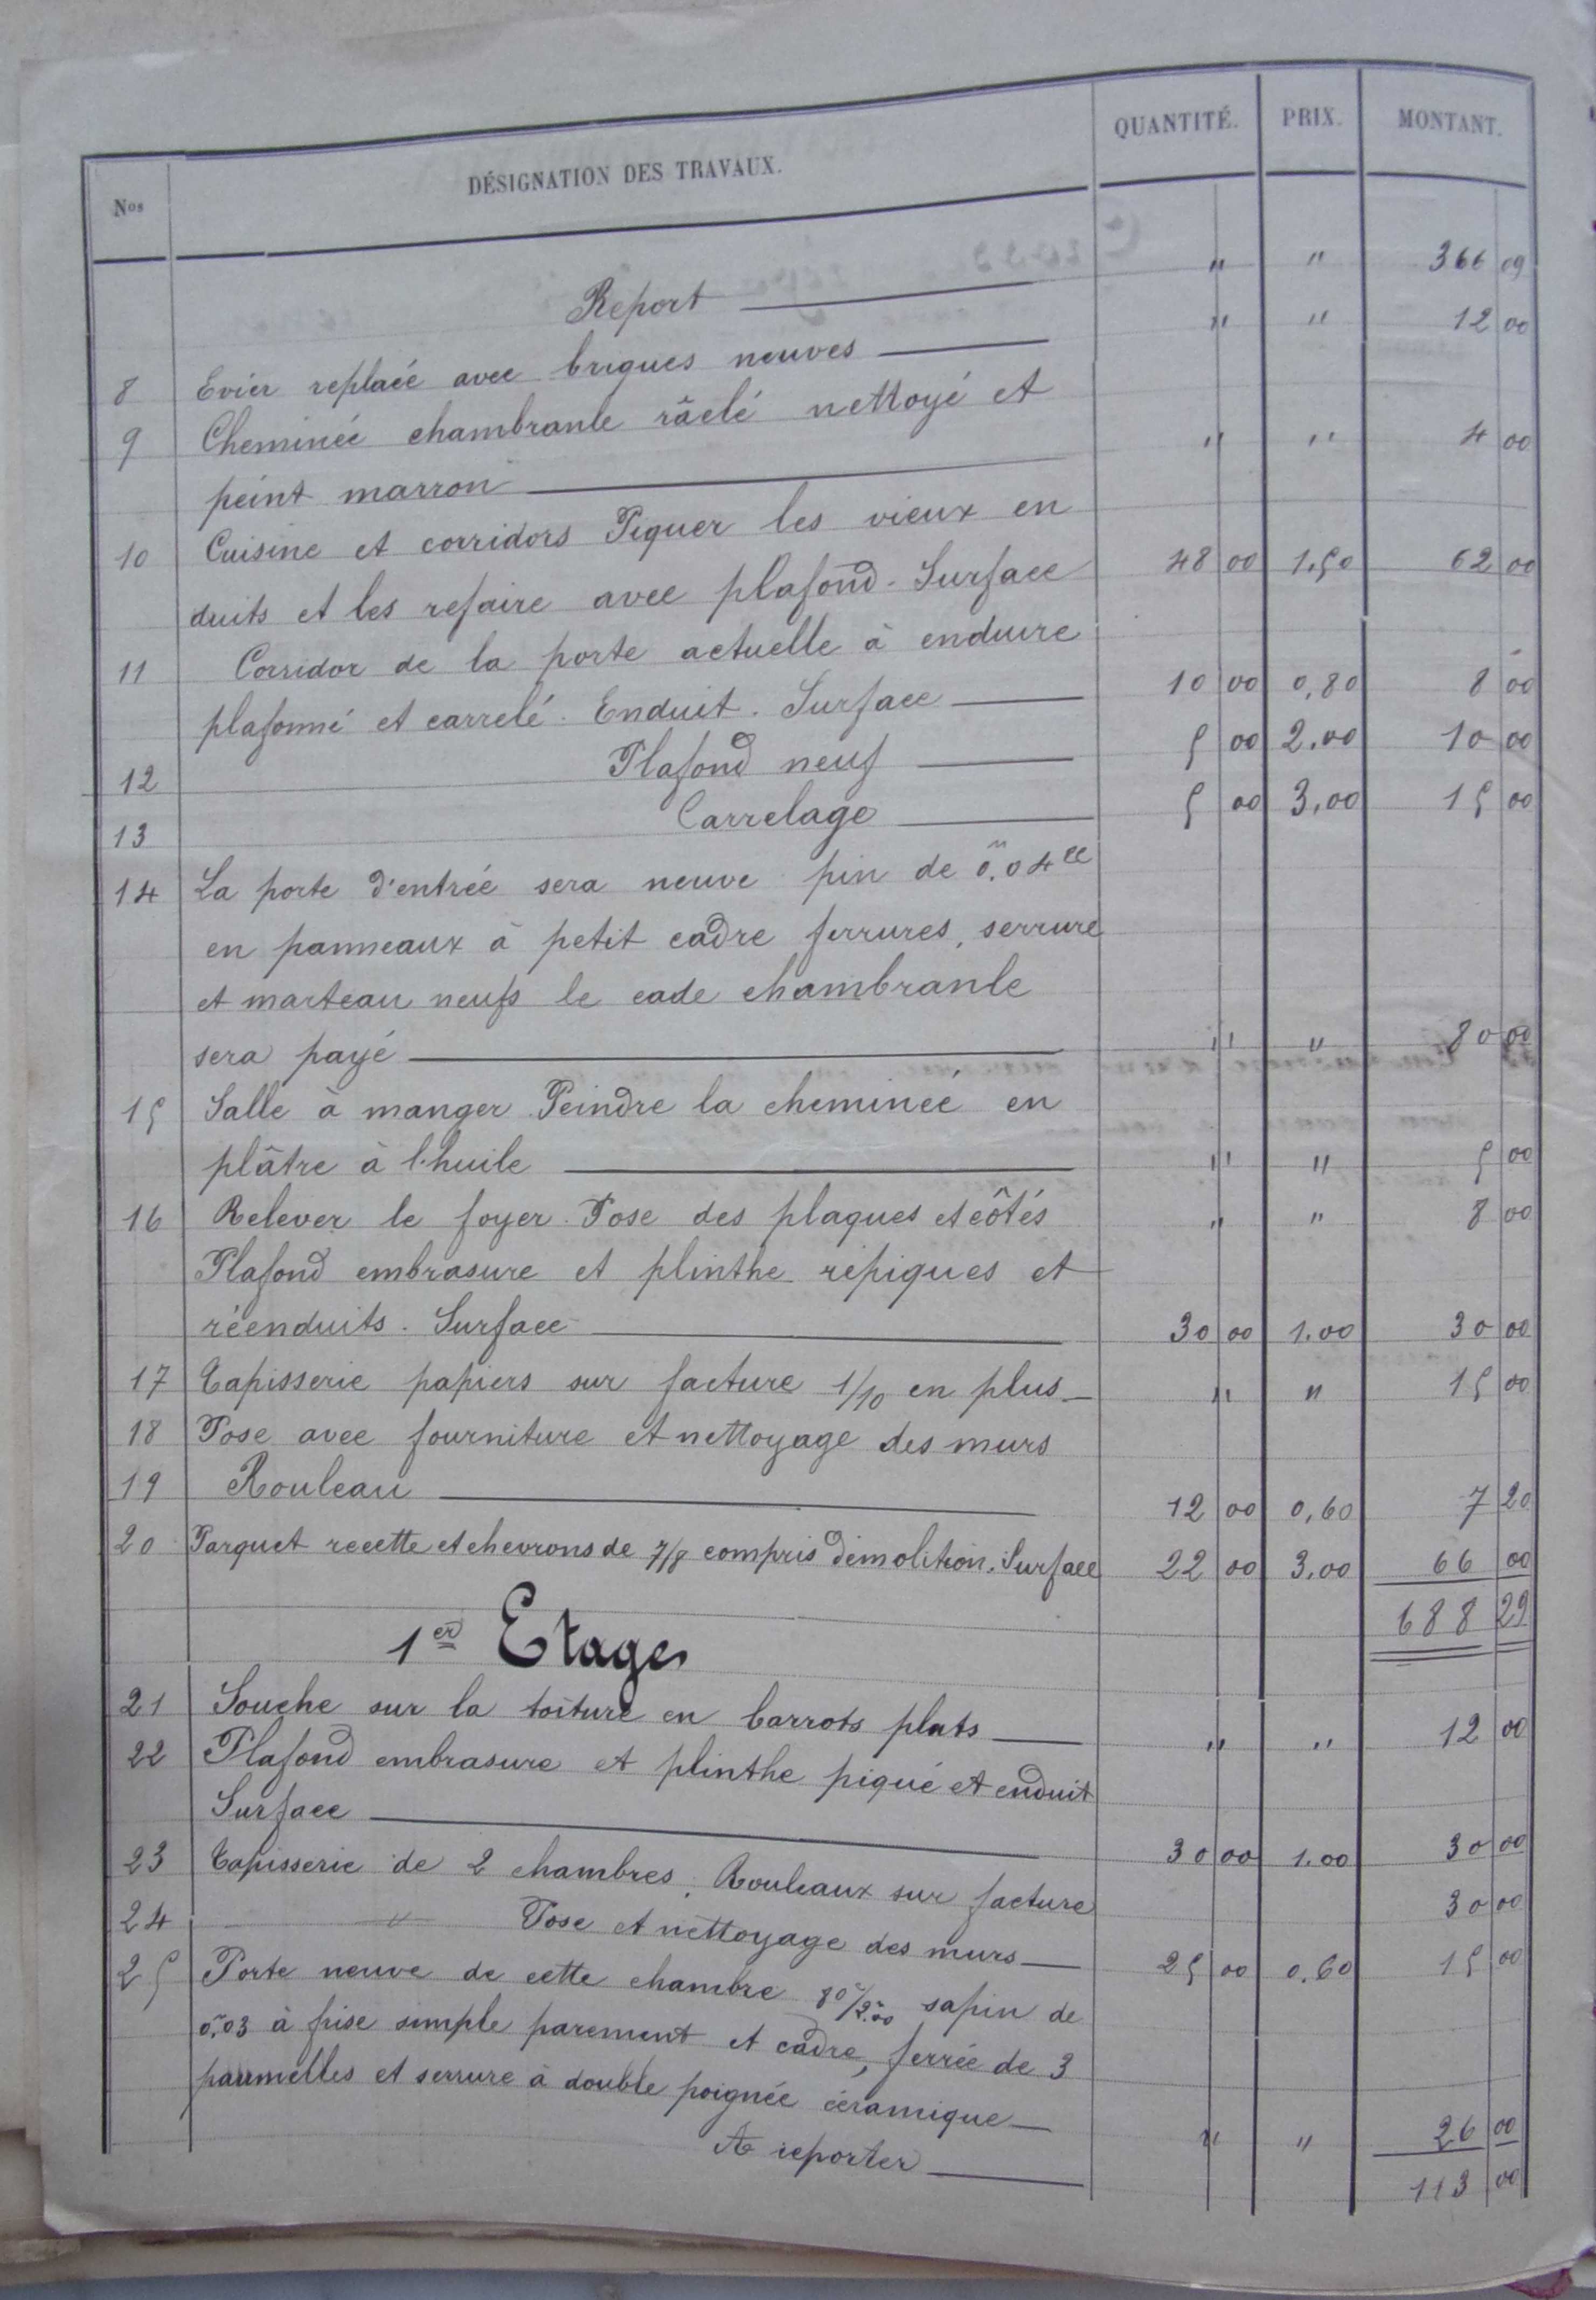 Nos DÉSIGNATION DES TRAVAUX. QUANTITÉ. PRIX. MONTANT.
Report " " 366 09
8 Evier replacé avec briques neuves " " 12 00
9 Cheminée chambranle râclé nettoyé et
peint marron " " 4 00
10 Cuisine et corridors Piquer les vieux en
duits et les refaire avec plafond. Surface 48 00 1.50 62 00
11 Corridor de la porte actuelle à enduire
plafonné et carrelé. Enduit. Surface 10 00 0,80 8 00
12 Plafond neuf 5 00 2.00 10 00
13 Carrelage 5 00 3,00 15 00
14 La porte d'entrée sera neuve pin de 0.m04 ce
en panneaux à petit cadre ferrures, serrure
et marteau neufs le cade chambranle
sera payé " " 80 00
15 Salle à manger Peindre la cheminée en
plâtre à l'huile " " 5 00
16 Relever le foyer. Pose des plaques et côtés " " 8 00
Plafond embrasure et plinthe repiques et
réenduits. Surface 30 00 1.00 30 00
17 Tapisserie papiers sur facture 1/10 en plus " " 15 00
18 Pose avec fourniture et nettoyage des murs
19 Rouleau 12 00 0,60 7 20
20 Parquet recette et chevrons de 7/8 compris démolition. Surface 22 00 3.00 66 00
688 29
1er Etage
21 Souche sur la toiture en barrots plats " " 12 00
22 Plafond embrasure et plinthe piqué et enduit
Surface 30 00 1.00 30 00
23 Tapisserie de 2 chambres. Rouleaux sur facture 30 00
24 " Pose et nettoyage des murs 25 00 0.60 15 00
25 Porte neuve de cette chambre 80c/2m00 sapin de
0m03 à frise simple parement et cadre, ferrée de 3
paumelles et serrure à double poignée céramique " " 26 00
A reporter 113 00